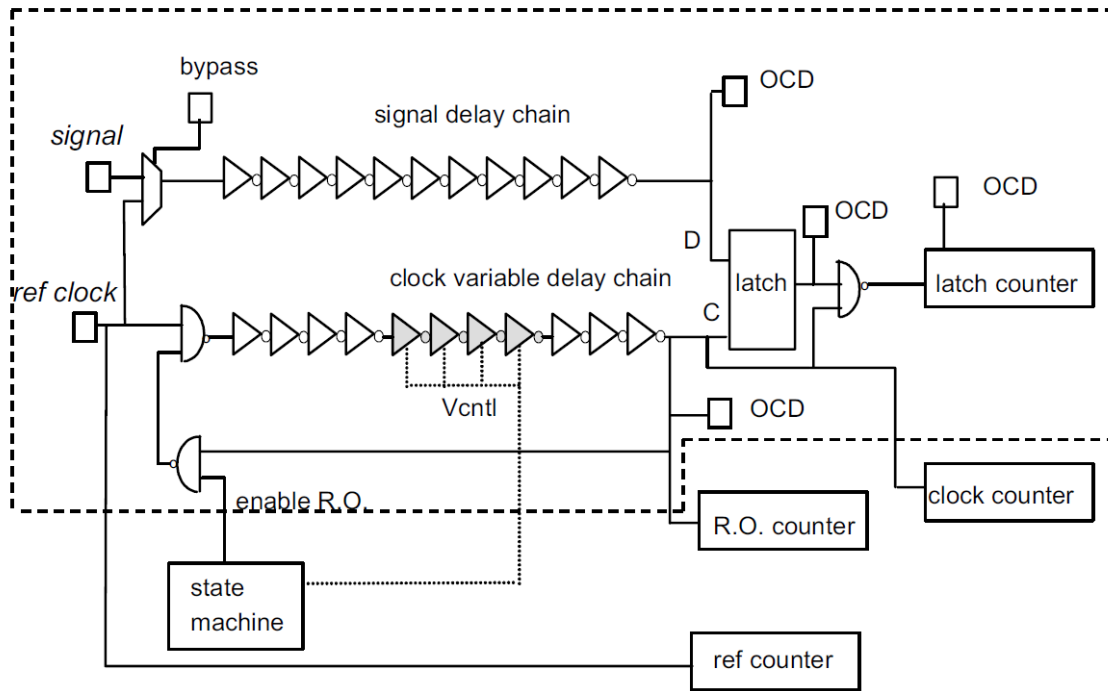 bypass
OCD
signal delay chain
signal
OCD
OCD
D
latch
latch counter
clock variable delay chain
ref clock
C
Vcntl
OCD
enable R.O.
clock counter
R.O. counter
state
machine
ref counter